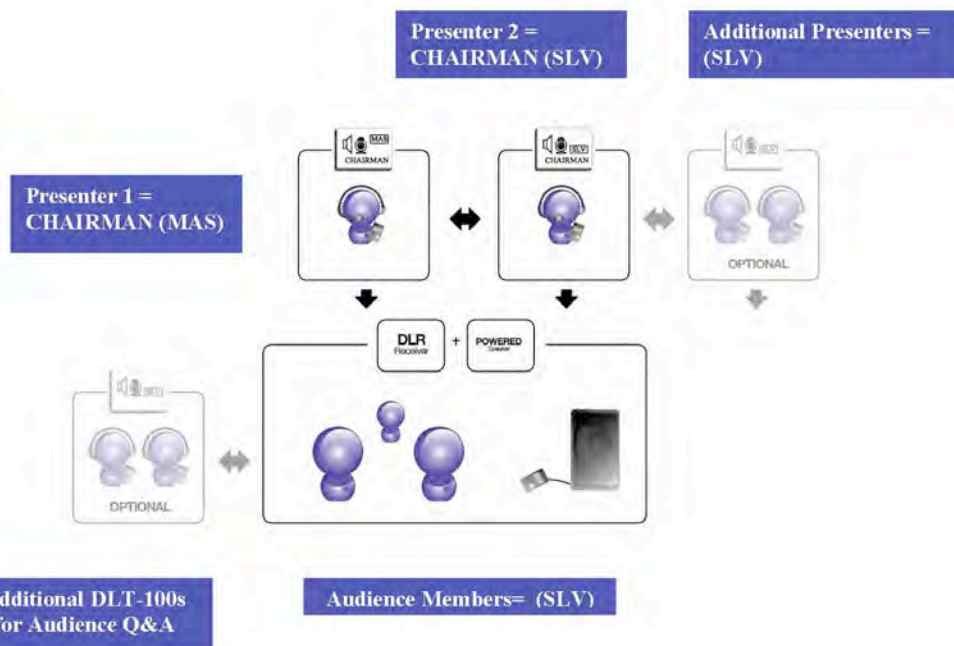 Presenter 2 =
CHAIRMAN (SLV)
Additional Presenters =
(SLV)
MAS
CHAIRMAN
SLV
CHAIRMAN
SLV
Presenter 1 =
CHAIRMAN (MAS)
OPTIONAL
DLR
Receiver
+
POWERED
Speaker
OPTIONAL
dditional DLT-100s
for Audience Q&A
Audience Members= (SLV)